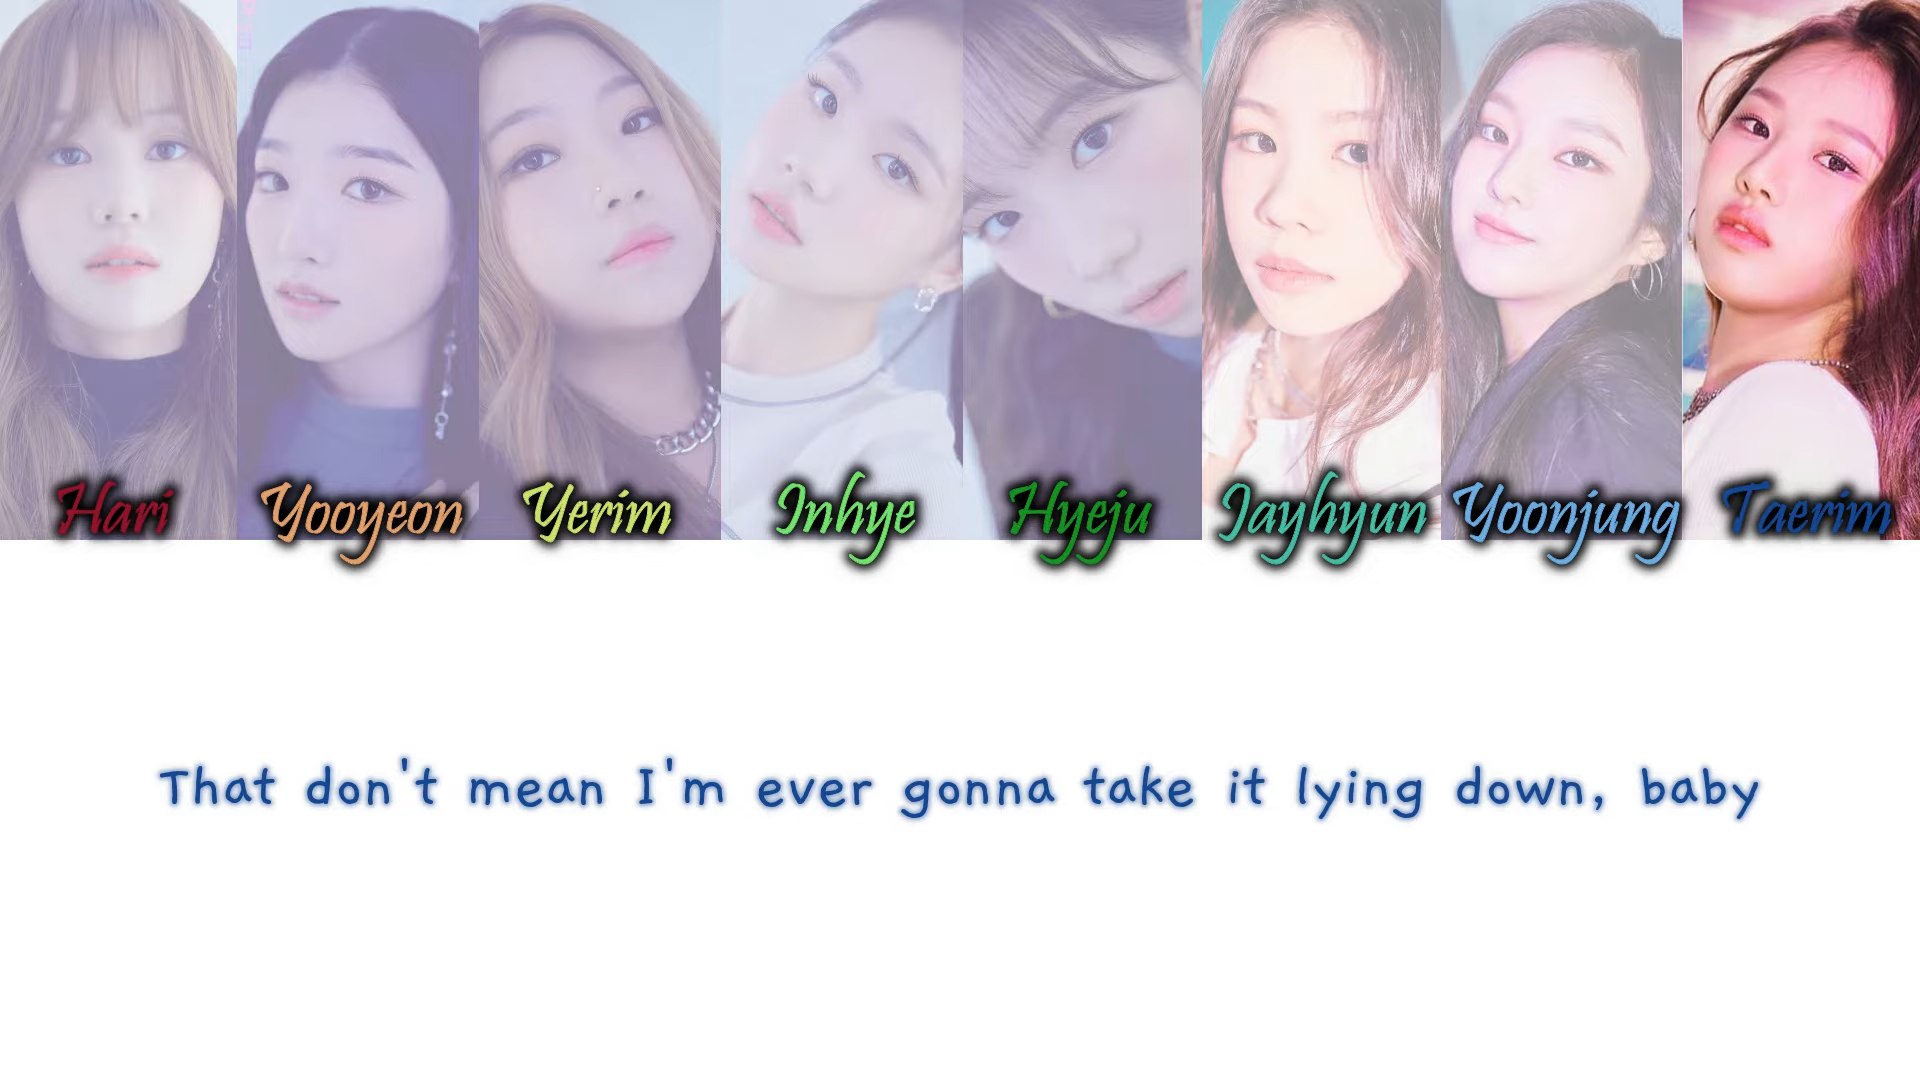 Hari Yooyeon Yerim Inhye Hyeju Jayhyun Yoonjung Taerim
That don't mean I'm ever gonna take it lying down, baby